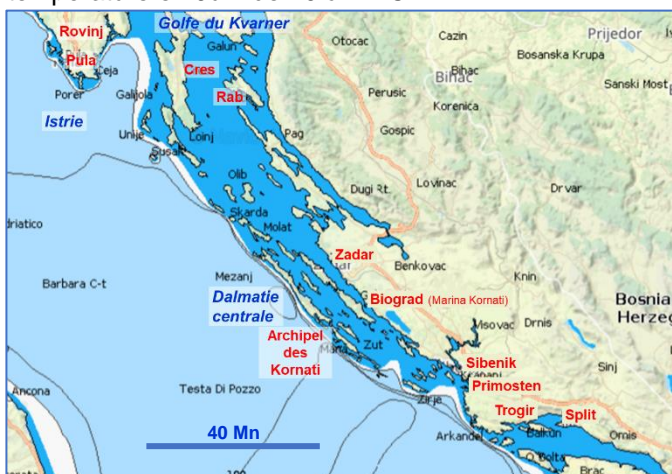 Golfe du Kvarner
Rovinj
Pula
Galun
Otocac
Cazin
Prijedor
Bosanska Krupa
Bihac
Bihac
Cres
Rab
Perusic
Sanski Most
Korenica
Porer
Galijola
Istrie
Unije
Losinj
Pag
Gospic
Susak
Olib
Dugi Rt.
Lovinac
Drvar
Skarda
Molat
Zadar
Benkovac
Mezanj
Barbara C-t
Knin
Dalmatie
centrale
Biograd (Marina Kornati)
Bosnia
Herzeg
Visovac
Drnis
Archipel
des
Kornati
Zut
Sibenik
Sinj
Primosten
Testa Di Pozzo
Zirje
Trogir
Split
Ancona
Omis
Arkandel
40 Mn
Brac